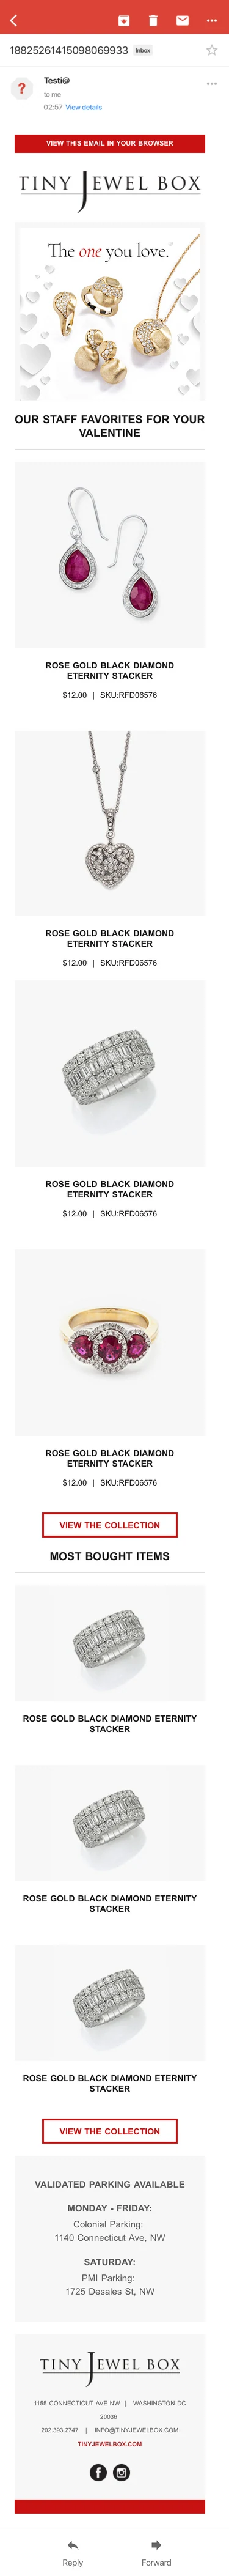 18825261415098069933 Inbox
?
Testi@
to me
02:57 View details
VIEW THIS EMAIL IN YOUR BROWSER
TINY JEWEL BOX
The one you love.
OUR STAFF FAVORITES FOR YOUR
VALENTINE
ROSE GOLD BLACK DIAMOND
ETERNITY STACKER
$12.00 | SKU:RFD06576
ROSE GOLD BLACK DIAMOND
ETERNITY STACKER
$12.00 | SKU:RFD06576
ROSE GOLD BLACK DIAMOND
ETERNITY STACKER
$12.00 | SKU:RFD06576
ROSE GOLD BLACK DIAMOND
ETERNITY STACKER
$12.00 | SKU:RFD06576
VIEW THE COLLECTION
MOST BOUGHT ITEMS
ROSE GOLD BLACK DIAMOND ETERNITY
STACKER
ROSE GOLD BLACK DIAMOND ETERNITY
STACKER
ROSE GOLD BLACK DIAMOND ETERNITY
STACKER
VIEW THE COLLECTION
VALIDATED PARKING AVAILABLE
MONDAY - FRIDAY:
Colonial Parking:
1140 Connecticut Ave, NW
SATURDAY:
PMI Parking:
1725 Desales St, NW
TINY JEWEL BOX
1155 CONNECTICUT AVE NW | WASHINGTON DC
20036
202.393.2747 | INFO@TINYJEWELBOX.COM
TINYJEWELBOX.COM
Reply Forward